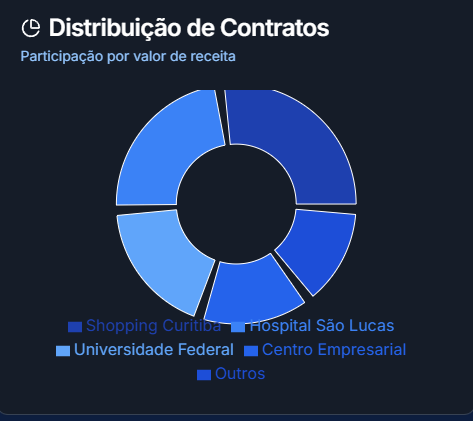 Distribuição de Contratos
Participação por valor de receita
Shopping Curitiba Hospital São Lucas
Universidade Federal Centro Empresarial
Outros